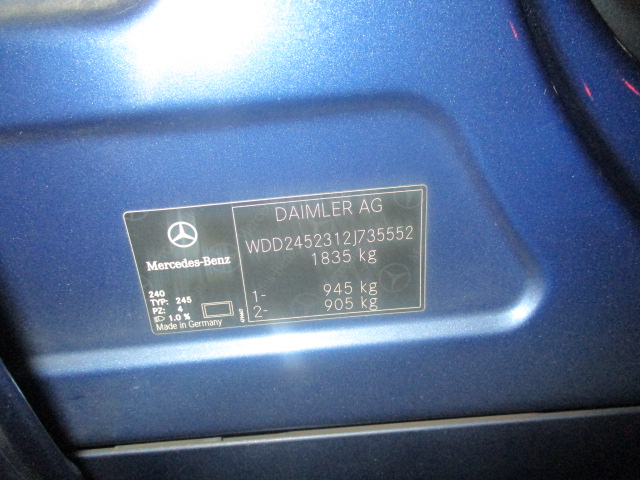 DAIMLER AG
WDD2452312J735552
1835 kg
1- 945 kg
2- 905 kg
Mercedes-Benz
240
TYP: 245
PZ: 4
1.0 %
Made in Germany